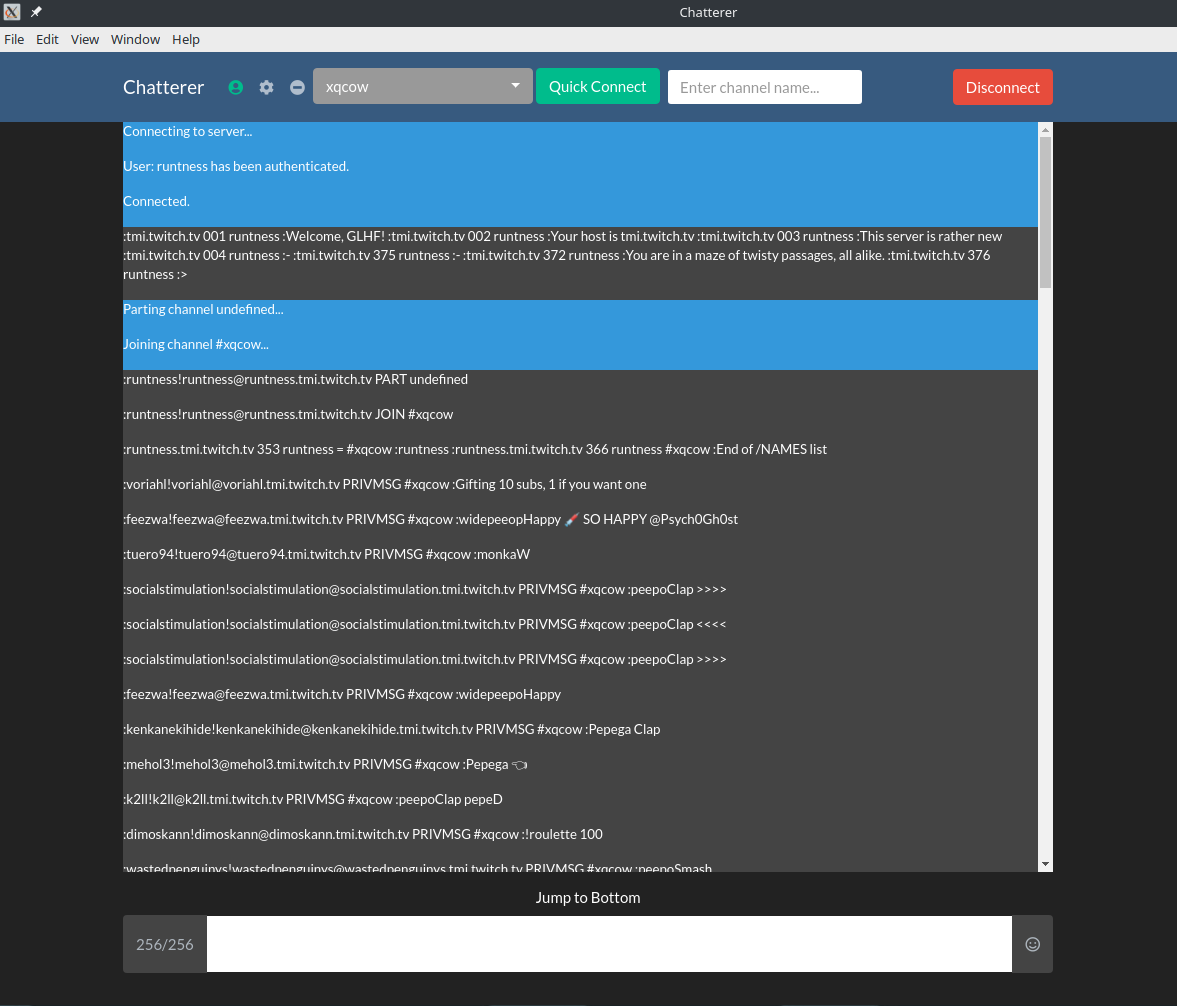 Chatterer
File Edit View Window Help
Chatterer xqcow Quick Connect Enter channel name... Disconnect
Connecting to server...
User: runtness has been authenticated.
Connected.
:tmi.twitch.tv 001 runtness :Welcome, GLHF! :tmi.twitch.tv 002 runtness :Your host is tmi.twitch.tv :tmi.twitch.tv 003 runtness :This server is rather new
:tmi.twitch.tv 004 runtness :- :tmi.twitch.tv 375 runtness :- :tmi.twitch.tv 372 runtness :You are in a maze of twisty passages, all alike. :tmi.twitch.tv 376
runtness :>
Parting channel undefined...
Joining channel #xqcow...
:runtness!runtness@runtness.tmi.twitch.tv PART undefined
:runtness!runtness@runtness.tmi.twitch.tv JOIN #xqcow
:runtness.tmi.twitch.tv 353 runtness = #xqcow :runtness :runtness.tmi.twitch.tv 366 runtness #xqcow :End of /NAMES list
:voriahl!voriahl@voriahl.tmi.twitch.tv PRIVMSG #xqcow :Gifting 10 subs, 1 if you want one
:feezwa!feezwa@feezwa.tmi.twitch.tv PRIVMSG #xqcow :widepeeopHappy 🚀 SO HAPPY @Psych0Gh0st
:tuero94!tuero94@tuero94.tmi.twitch.tv PRIVMSG #xqcow :monkaW
:socialstimulation!socialstimulation@socialstimulation.tmi.twitch.tv PRIVMSG #xqcow :peepoClap >>>>
:socialstimulation!socialstimulation@socialstimulation.tmi.twitch.tv PRIVMSG #xqcow :peepoClap <<<<
:socialstimulation!socialstimulation@socialstimulation.tmi.twitch.tv PRIVMSG #xqcow :peepoClap >>>>
:feezwa!feezwa@feezwa.tmi.twitch.tv PRIVMSG #xqcow :widepeepoHappy
:kenkanekihide!kenkanekihide@kenkanekihide.tmi.twitch.tv PRIVMSG #xqcow :Pepega Clap
:mehol3!mehol3@mehol3.tmi.twitch.tv PRIVMSG #xqcow :Pepega 👈
:k2ll!k2ll@k2ll.tmi.twitch.tv PRIVMSG #xqcow :peepoClap pepeD
:dimoskann!dimoskann@dimoskann.tmi.twitch.tv PRIVMSG #xqcow :!roulette 100
:wastedpenguinys!wastedpenguinys@wastedpenguinys.tmi.twitch.tv PRIVMSG #xqcow :peepoSmash
Jump to Bottom
256/256